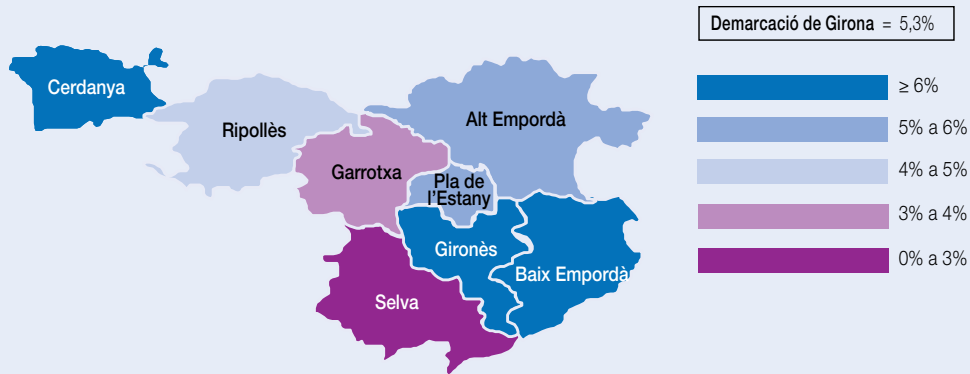 Demarcació de Girona = 5,3%
≥ 6%
5% a 6%
4% a 5%
3% a 4%
0% a 3%
Cerdanya
Ripollès
Alt Empordà
Garrotxa
Pla de
l'Estany
Gironès
Baix Empordà
Selva